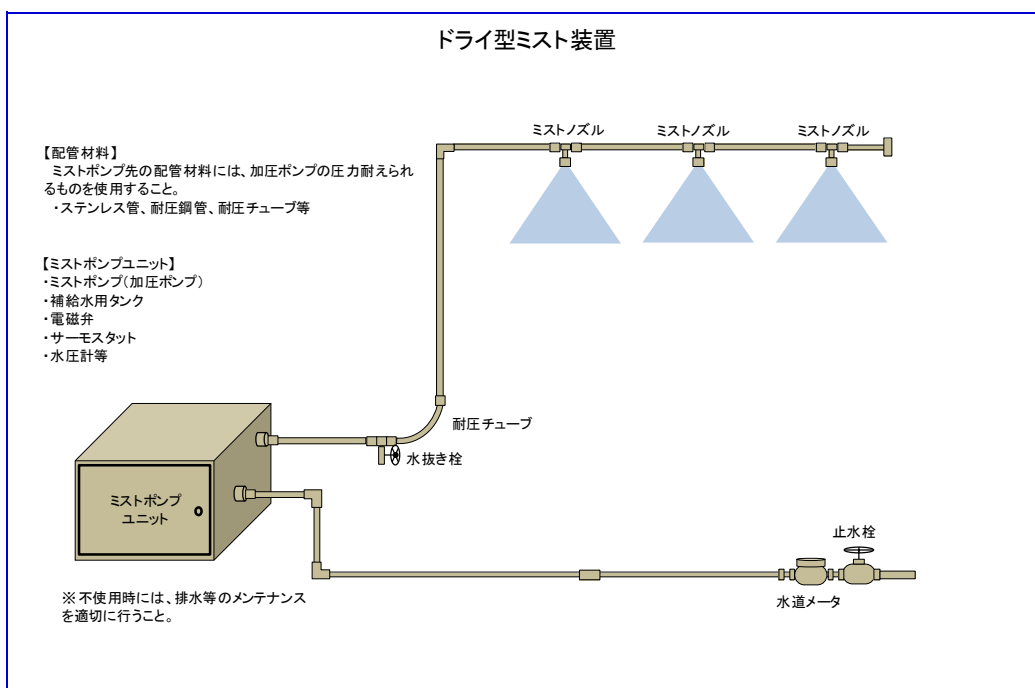 ドライ型ミスト装置
ミストノズル
ミストノズル
ミストノズル
【配管材料】
ミストポンプ先の配管材料には、加圧ポンプの圧力耐えられ
るものを使用すること。
・ステンレス管、耐圧鋼管、耐圧チューブ等
【ミストポンプユニット】
・ミストポンプ(加圧ポンプ)
・補給水用タンク
・電磁弁
・サーモスタット
・水圧計等
耐圧チューブ
水抜き栓
ミストポンプ
ユニット
止水栓
水道メータ
※不使用時には、排水等のメンテナンス
を適切に行うこと。